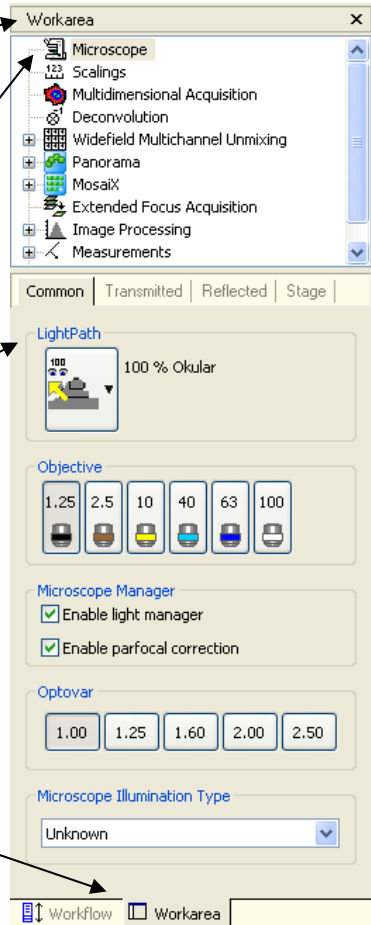 Workarea
Microscope
123 Scalings
Multidimensional Acquisition
Deconvolution
Widefield Multichannel Unmixing
Panorama
MosaiX
Extended Focus Acquisition
Image Processing
Measurements
Common Transmitted Reflected Stage
LightPath
100
100 % Okular
Objective
1.25 2.5 10 40 63 100
Microscope Manager
Enable light manager
Enable parfocal correction
Optovar
1.00 1.25 1.60 2.00 2.50
Microscope Illumination Type
Unknown
Workflow Workarea